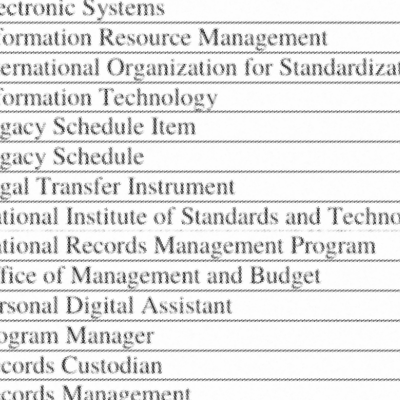 ectronic Systems
formation Resource Management
ernational Organization for Standardizat
formation Technology
gacy Schedule Item
gacy Schedule
gal Transfer Instrument
ational Institute of Standards and Techno
ational Records Management Program
ffice of Management and Budget
rsonal Digital Assistant
ogram Manager
cords Custodian
cords Management